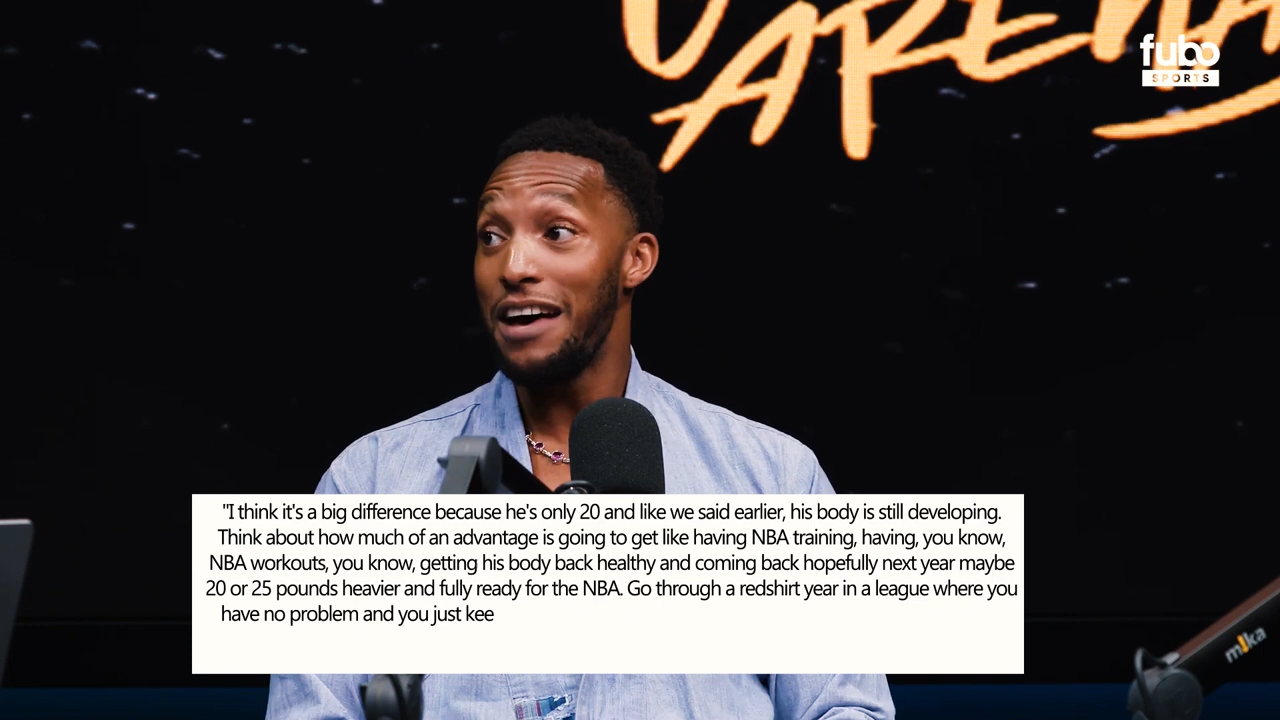 ARENA
fubo
SPORTS
"I think it's a big difference because he's only 20 and like we said earlier, his body is still developing.
Think about how much of an advantage is going to get like having NBA training, having, you know,
NBA workouts, you know, getting his body back healthy and coming back hopefully next year maybe
20 or 25 pounds heavier and fully ready for the NBA. Go through a redshirt year in a league where you
have no problem and you just kee
mika